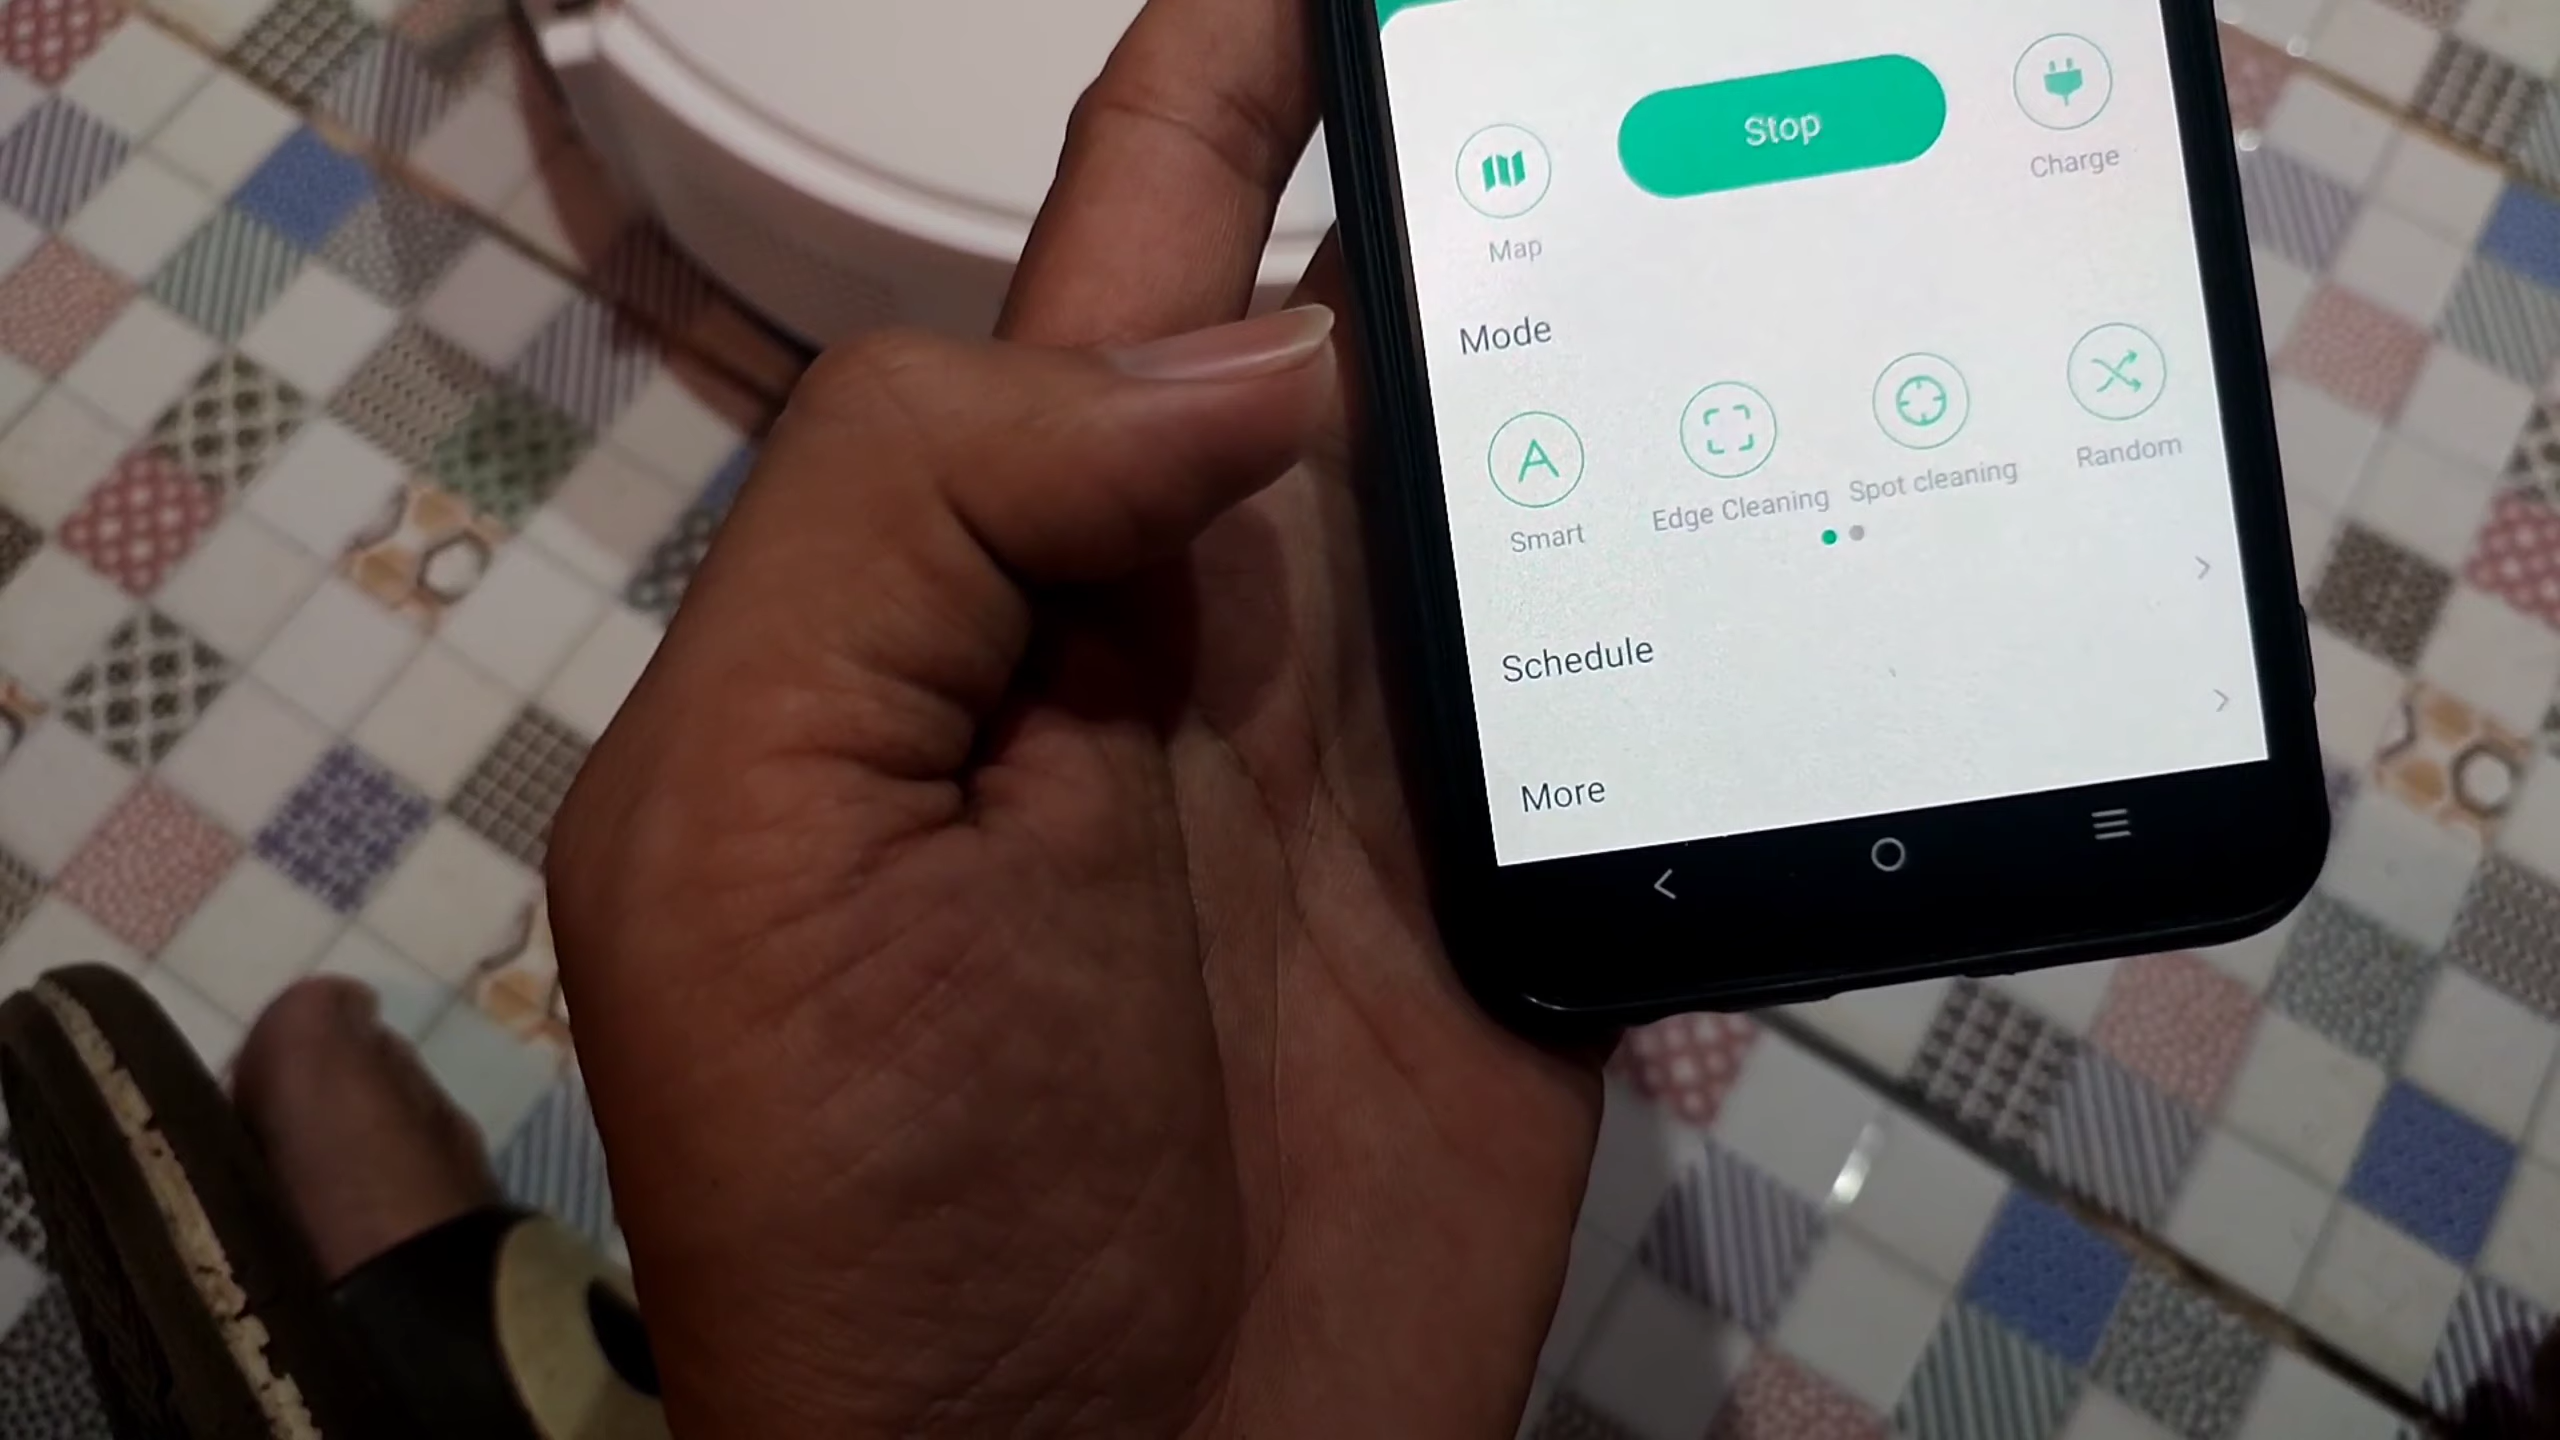 Stop
Charge
Map
Mode
Smart
Edge Cleaning
Spot cleaning
Random
Schedule
More